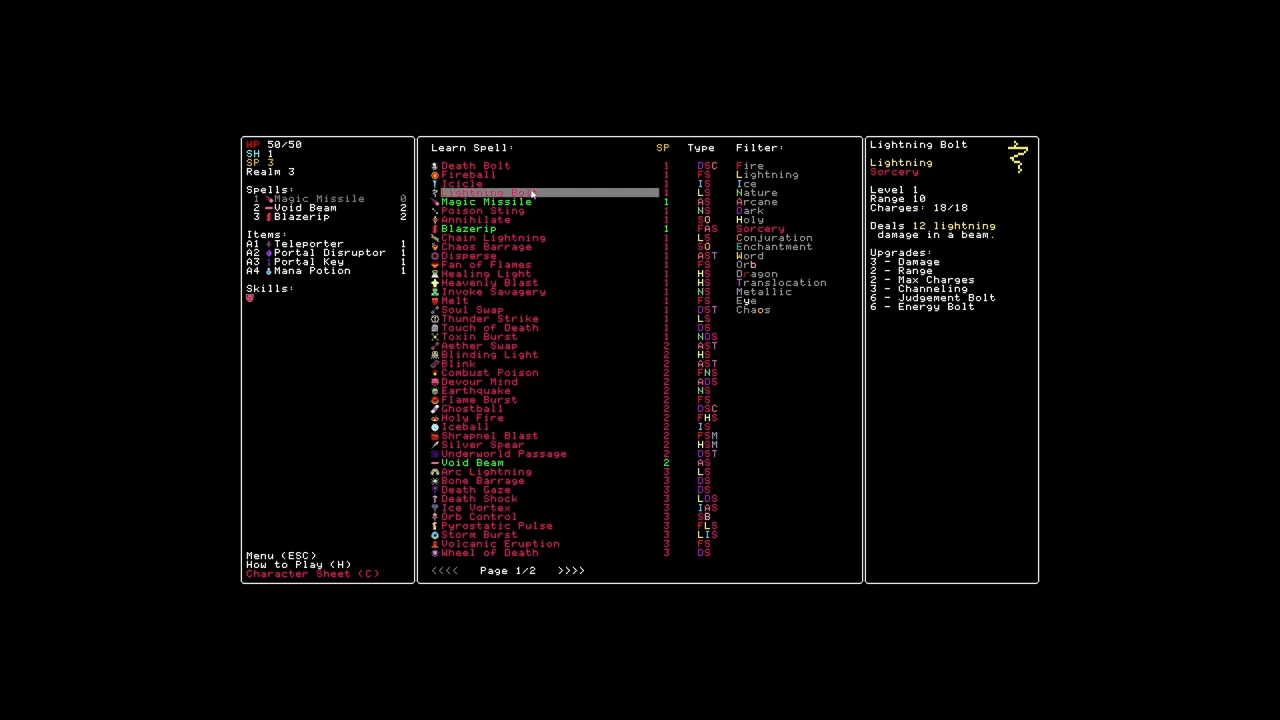 HP 50/50
SH 1
SP 3
Realm 3
Spells:
1 Magic Missile 0
2 Void Beam 2
3 Blazerip 2
Items:
A1 Teleporter 1
A2 Portal Disruptor 1
A3 Portal Key 1
A4 Mana Potion 1
Skills:
Menu (ESC)
How to Play (H)
Character Sheet (C)
Learn Spell: SP Type Filter:
Death Bolt 1 DSC
Fireball 1 FS
Icicle 1 IS
Lightning Bolt 1 LS
Magic Missile 1 AS
Poison Sting 1 NS
Annihilate 1 SO
Blazerip 1 FAS
Chain Lightning 1 LS
Chaos Barrage 1 SO
Disperse 1 AST
Fan of Flames 1 FS
Healing Light 1 HS
Heavenly Blast 1 HS
Invoke Savagery 1 NS
Melt 1 FS
Soul Swap 1 DST
Thunder Strike 1 LS
Touch of Death 1 DS
Toxin Burst 1 NDS
Aether Swap 2 AST
Blinding Light 2 HS
Blink 2 AST
Combust Poison 2 FNS
Devour Mind 2 ADS
Earthquake 2 NS
Flame Burst 2 FS
Ghostball 2 DSC
Holy Fire 2 FHS
Iceball 2 IS
Shrapnel Blast 2 FSM
Silver Spear 2 HSM
Underworld Passage 2 DST
Void Beam 2 AS
Arc Lightning 3 LS
Bone Barrage 3 DS
Death Gaze 3 DS
Death Shock 3 LDS
Ice Vortex 3 IAS
Orb Control 3 SB
Pyrostatic Pulse 3 FLS
Storm Burst 3 LIS
Volcanic Eruption 3 FS
Wheel of Death 3 DS
<<<< Page 1/2 >>>>
Fire
Lightning
Ice
Nature
Arcane
Dark
Holy
Sorcery
Conjuration
Enchantment
Word
Orb
Dragon
Translocation
Metallic
Eye
Chaos
Lightning Bolt
Lightning
Sorcery
Level 1
Range 10
Charges: 18/18
Deals 12 lightning
damage in a beam.
Upgrades:
3 - Damage
2 - Range
2 - Max Charges
3 - Channeling
6 - Judgement Bolt
6 - Energy Bolt